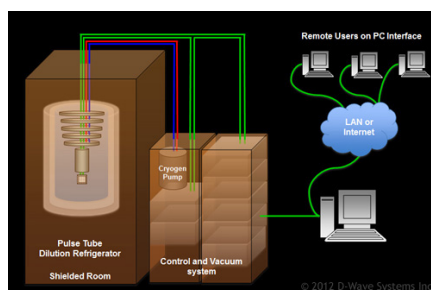 Remote Users on PC Interface
LAN or
Internet
Cryogen
Pump
Pulse Tube
Dilution Refrigerator
Shielded Room
Control and Vacuum
system
© 2012 D-Wave Systems Inc